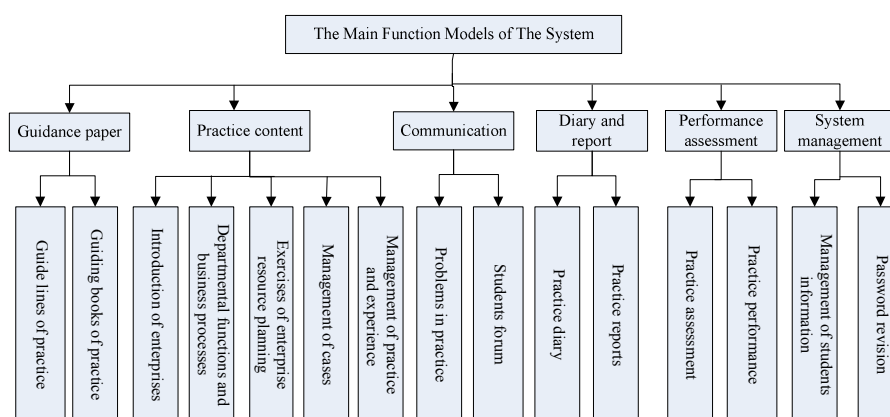 The Main Function Models of The System
Guidance paper
Practice content
Communication
Diary and
report
Performance
assessment
System
management
Guide lines of practice
Guiding books of practice
Introduction of enterprises
Departmental functions and
business processes
Exercises of enterprise
resource planning
Management of cases
Management of practice
and experience
Problems in practice
Students forum
Practice diary
Practice reports
Practice assessment
Practice performance
Management of students
information
Password revision